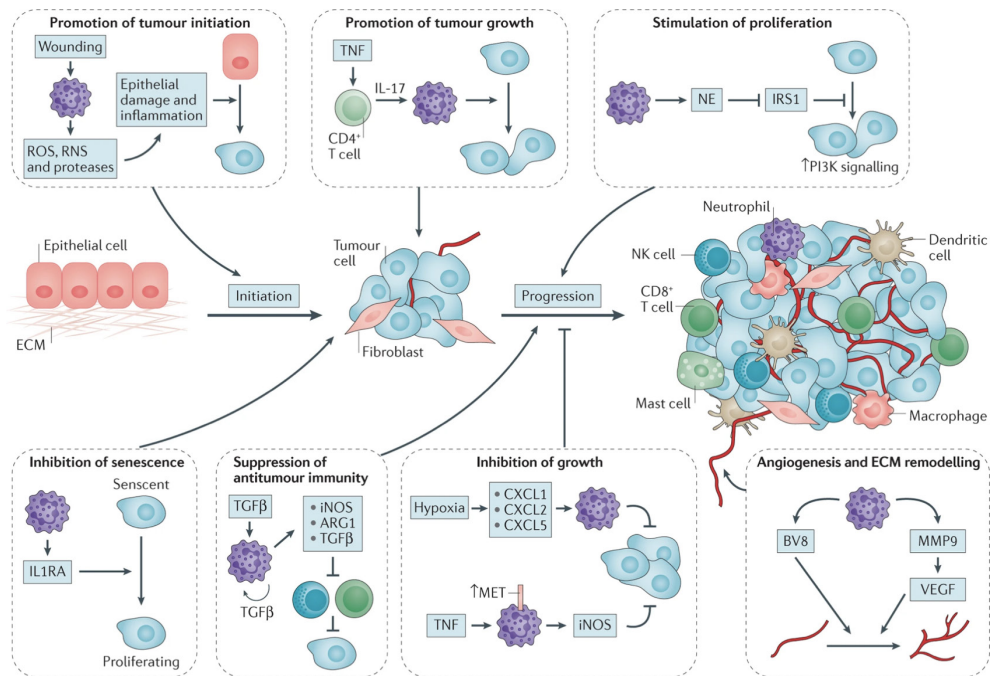 Promotion of tumour initiation
Wounding
Epithelial
damage and
inflammation
ROS, RNS
and proteases
Promotion of tumour growth
TNF
IL-17
CD4⁺
T cell
Stimulation of proliferation
NE
IRS1
↑PI3K signalling
Epithelial cell
ECM
Initiation
Tumour
cell
Fibroblast
Progression
Neutrophil
NK cell
CD8⁺
T cell
Mast cell
Dendritic
cell
Macrophage
Inhibition of senescence
Senscent
IL1RA
Proliferating
Suppression of
antitumour immunity
TGFβ
• iNOS
• ARG1
• TGFβ
TGFβ
Inhibition of growth
Hypoxia
• CXCL1
• CXCL2
• CXCL5
↑MET
TNF
iNOS
Angiogenesis and ECM remodelling
BV8
MMP9
VEGF